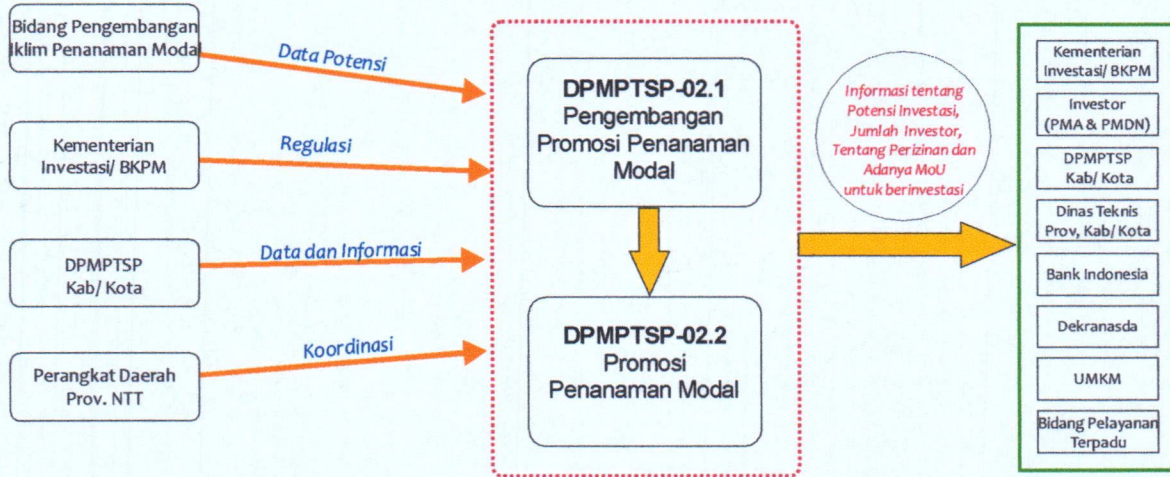 Bidang Pengembangan
Iklim Penanaman Modal
Data Potensi
Kementerian
Investasi/ BKPM
Regulasi
DPMPTSP
Kab/ Kota
Data dan Informasi
Perangkat Daerah
Prov. NTT
Koordinasi
DPMPTSP-02.1
Pengembangan
Promosi Penanaman
Modal
DPMPTSP-02.2
Promosi
Penanaman Modal
Informasi tentang
Potensi Investasi,
Jumlah Investor,
Tentang Perizinan dan
Adanya MoU
untuk berinvestasi
Kementerian
Investasi/ BKPM
Investor
(PMA & PMDN)
DPMPTSP
Kab/ Kota
Dinas Teknis
Prov, Kab/ Kota
Bank Indonesia
Dekranasda
UMKM
Bidang Pelayanan
Terpadu